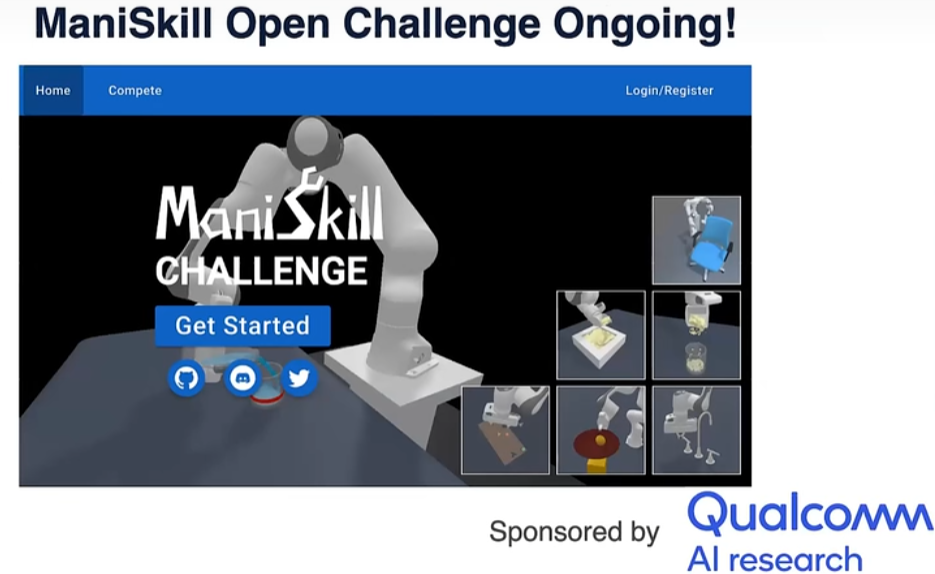 ManiSkill Open Challenge Ongoing!
Home Compete Login/Register
ManiSkill
CHALLENGE
Get Started
Sponsored by
Qualcomm
AI research